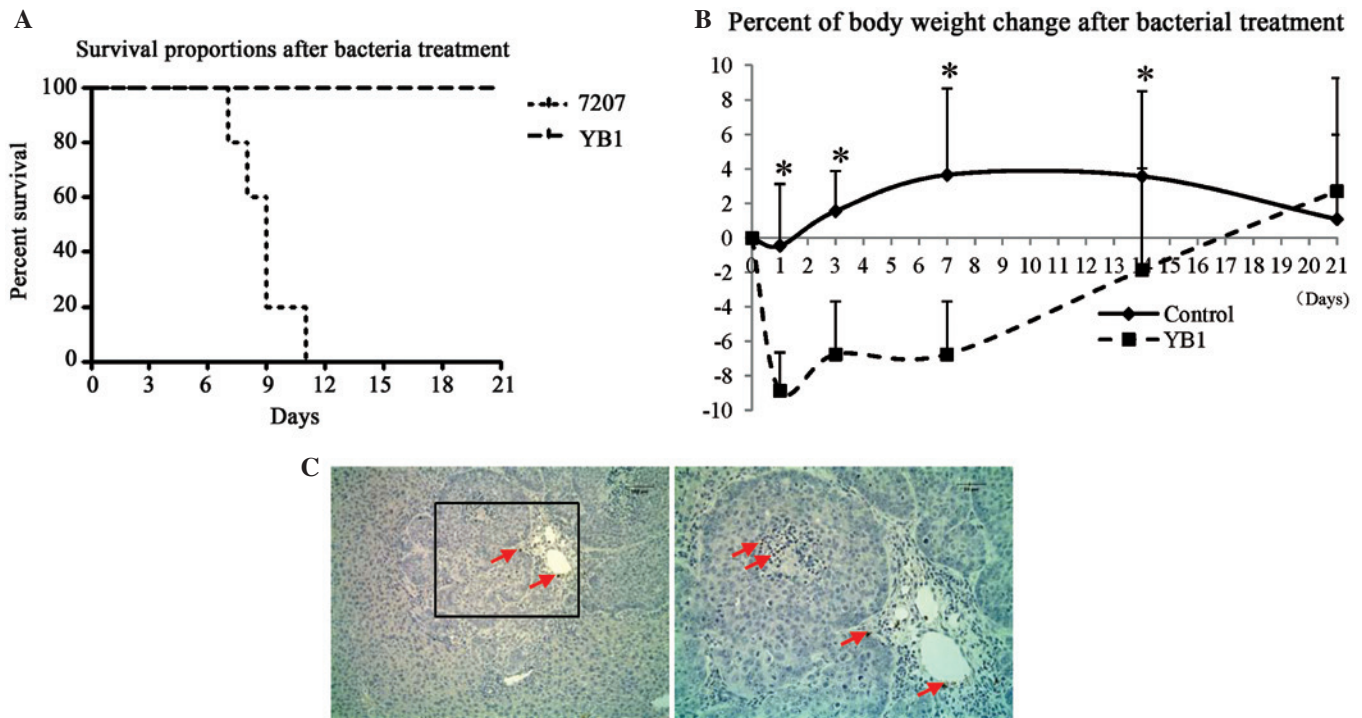 A
Survival proportions after bacteria treatment
100
80
60
40
20
0
Percent survival
0 3 6 9 12 15 18 21
Days
7207
YB1
B
Percent of body weight change after bacterial treatment
10
8
6
4
2
0
-2
-4
-6
-8
-10
* * * *
0 1 2 3 4 5 6 7 8 9 10 11 12 13 14 15 16 17 18 19 20 21
(Days)
Control
YB1
C